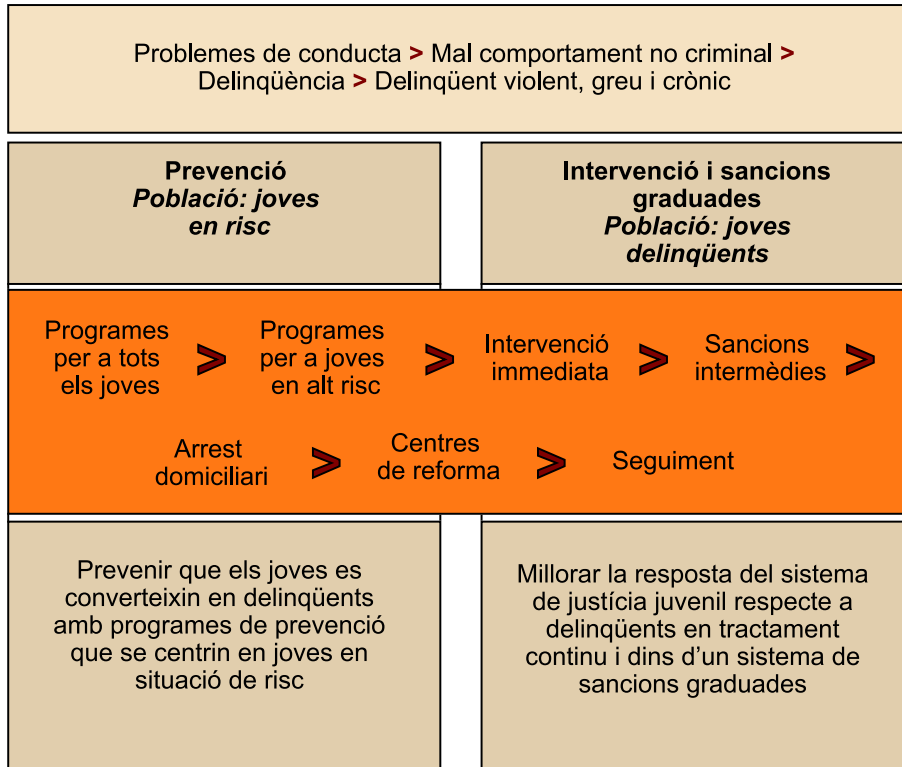 Problemes de conducta > Mal comportament no criminal >
Delinqüència > Delinqüent violent, greu i crònic
Prevenció
Població: joves
en risc
Intervenció i sancions
graduades
Població: joves
delinqüents
Programes
per a tots
els joves
>
Programes
per a joves
en alt risc
>
Intervenció
immediata
>
Sancions
intermèdies
>
Arrest
domiciliari
>
Centres
de reforma
>
Seguiment
Prevenir que els joves es
converteixin en delinqüents
amb programes de prevenció
que se centrin en joves en
situació de risc
Millorar la resposta del sistema
de justícia juvenil respecte a
delinqüents en tractament
continu i dins d’un sistema de
sancions graduades